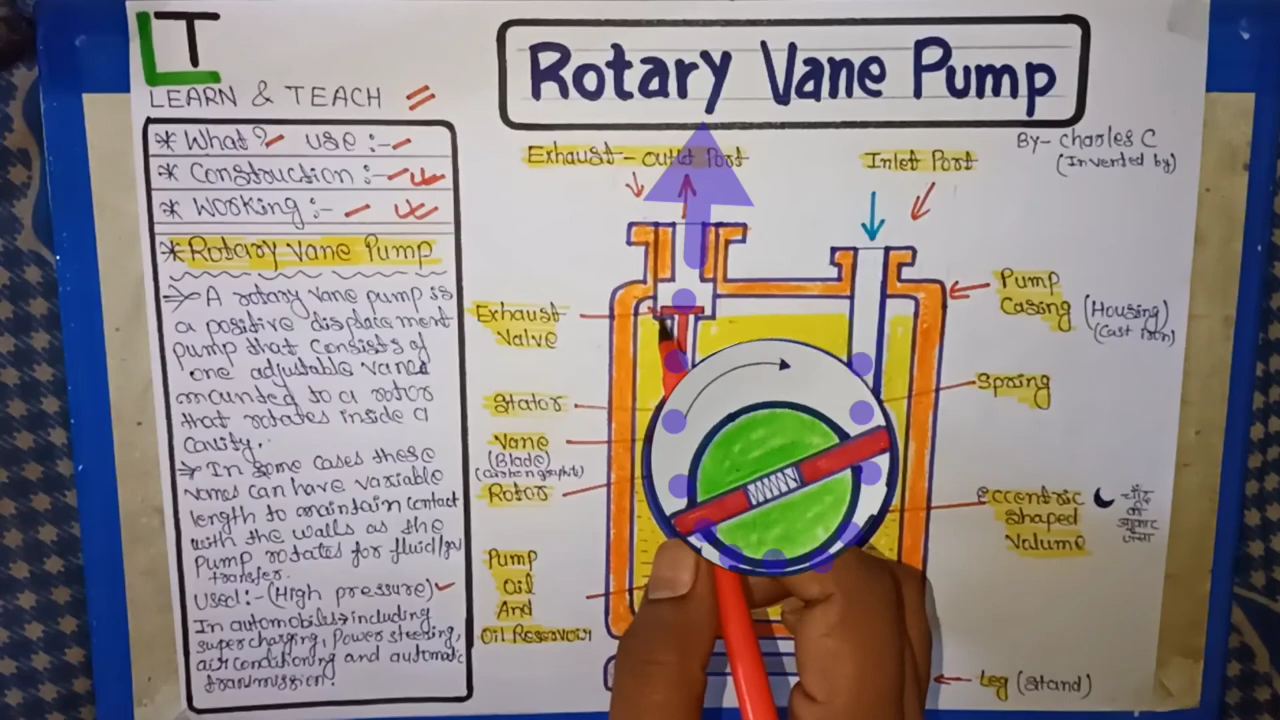 LT
LEARN & TEACH
Rotary Vane Pump
By- Charles C
(Invented by)
* What? use :-
* Construction :-
* Working :-
* Rotary Vane Pump
→ A rotary vane pump is
a positive displacement
pump that consists of
one adjustable vanes
mounted to a rotor
that rotates inside a
cavity.
→ In some cases these
vanes can have variable
length to maintain contact
with the walls as the
pump rotates for fluid/gas
transfer.
Used:- (High pressure)
In automobiles→including
supercharging, Power steering,
air conditioning and automatic
transmission.
Exhaust - outlet Port
Inlet Port
Exhaust
Valve
Stator
Vane
(Blade)
(Carbon graphite)
Rotor
Pump
Oil
And
Oil Reservoir
Pump
Casing (Housing)
(Cast Iron)
Spring
Eccentric
Shaped
Volume
Leg (Stand)